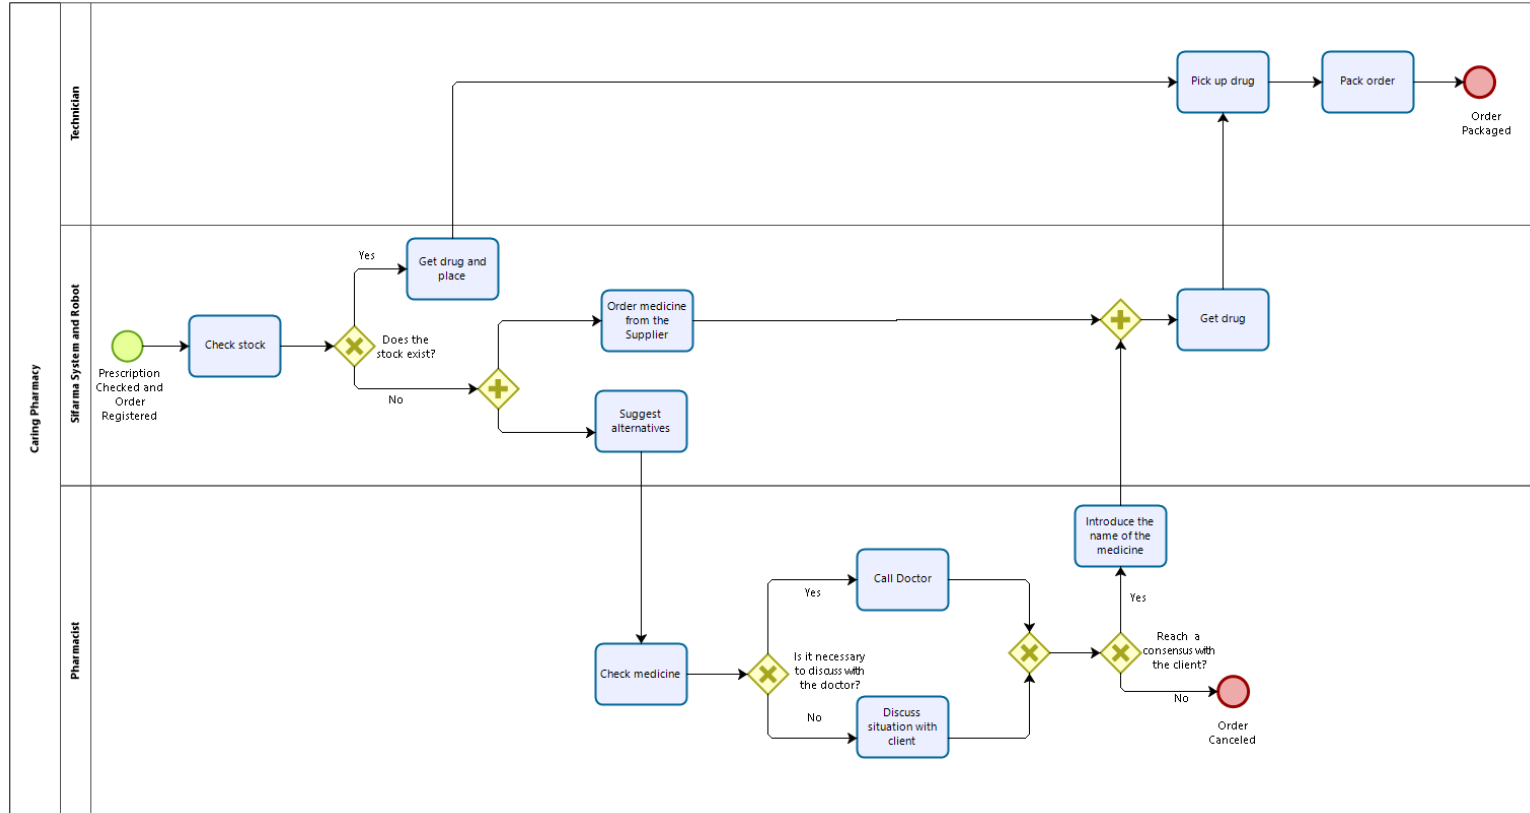 Caring Pharmacy
Technician
Pick up drug
Pack order
Order
Packaged
Sifarma System and Robot
Prescription
Checked and
Order
Registered
Check stock
Does the
stock exist?
Yes
No
Get drug and
place
Order medicine
from the
Supplier
Suggest
alternatives
Get drug
Pharmacist
Check medicine
Is it necessary
to discuss with
the doctor?
Yes
No
Call Doctor
Discuss
situation with
client
Reach a
consensus with
the client?
Yes
No
Introduce the
name of the
medicine
Order
Canceled